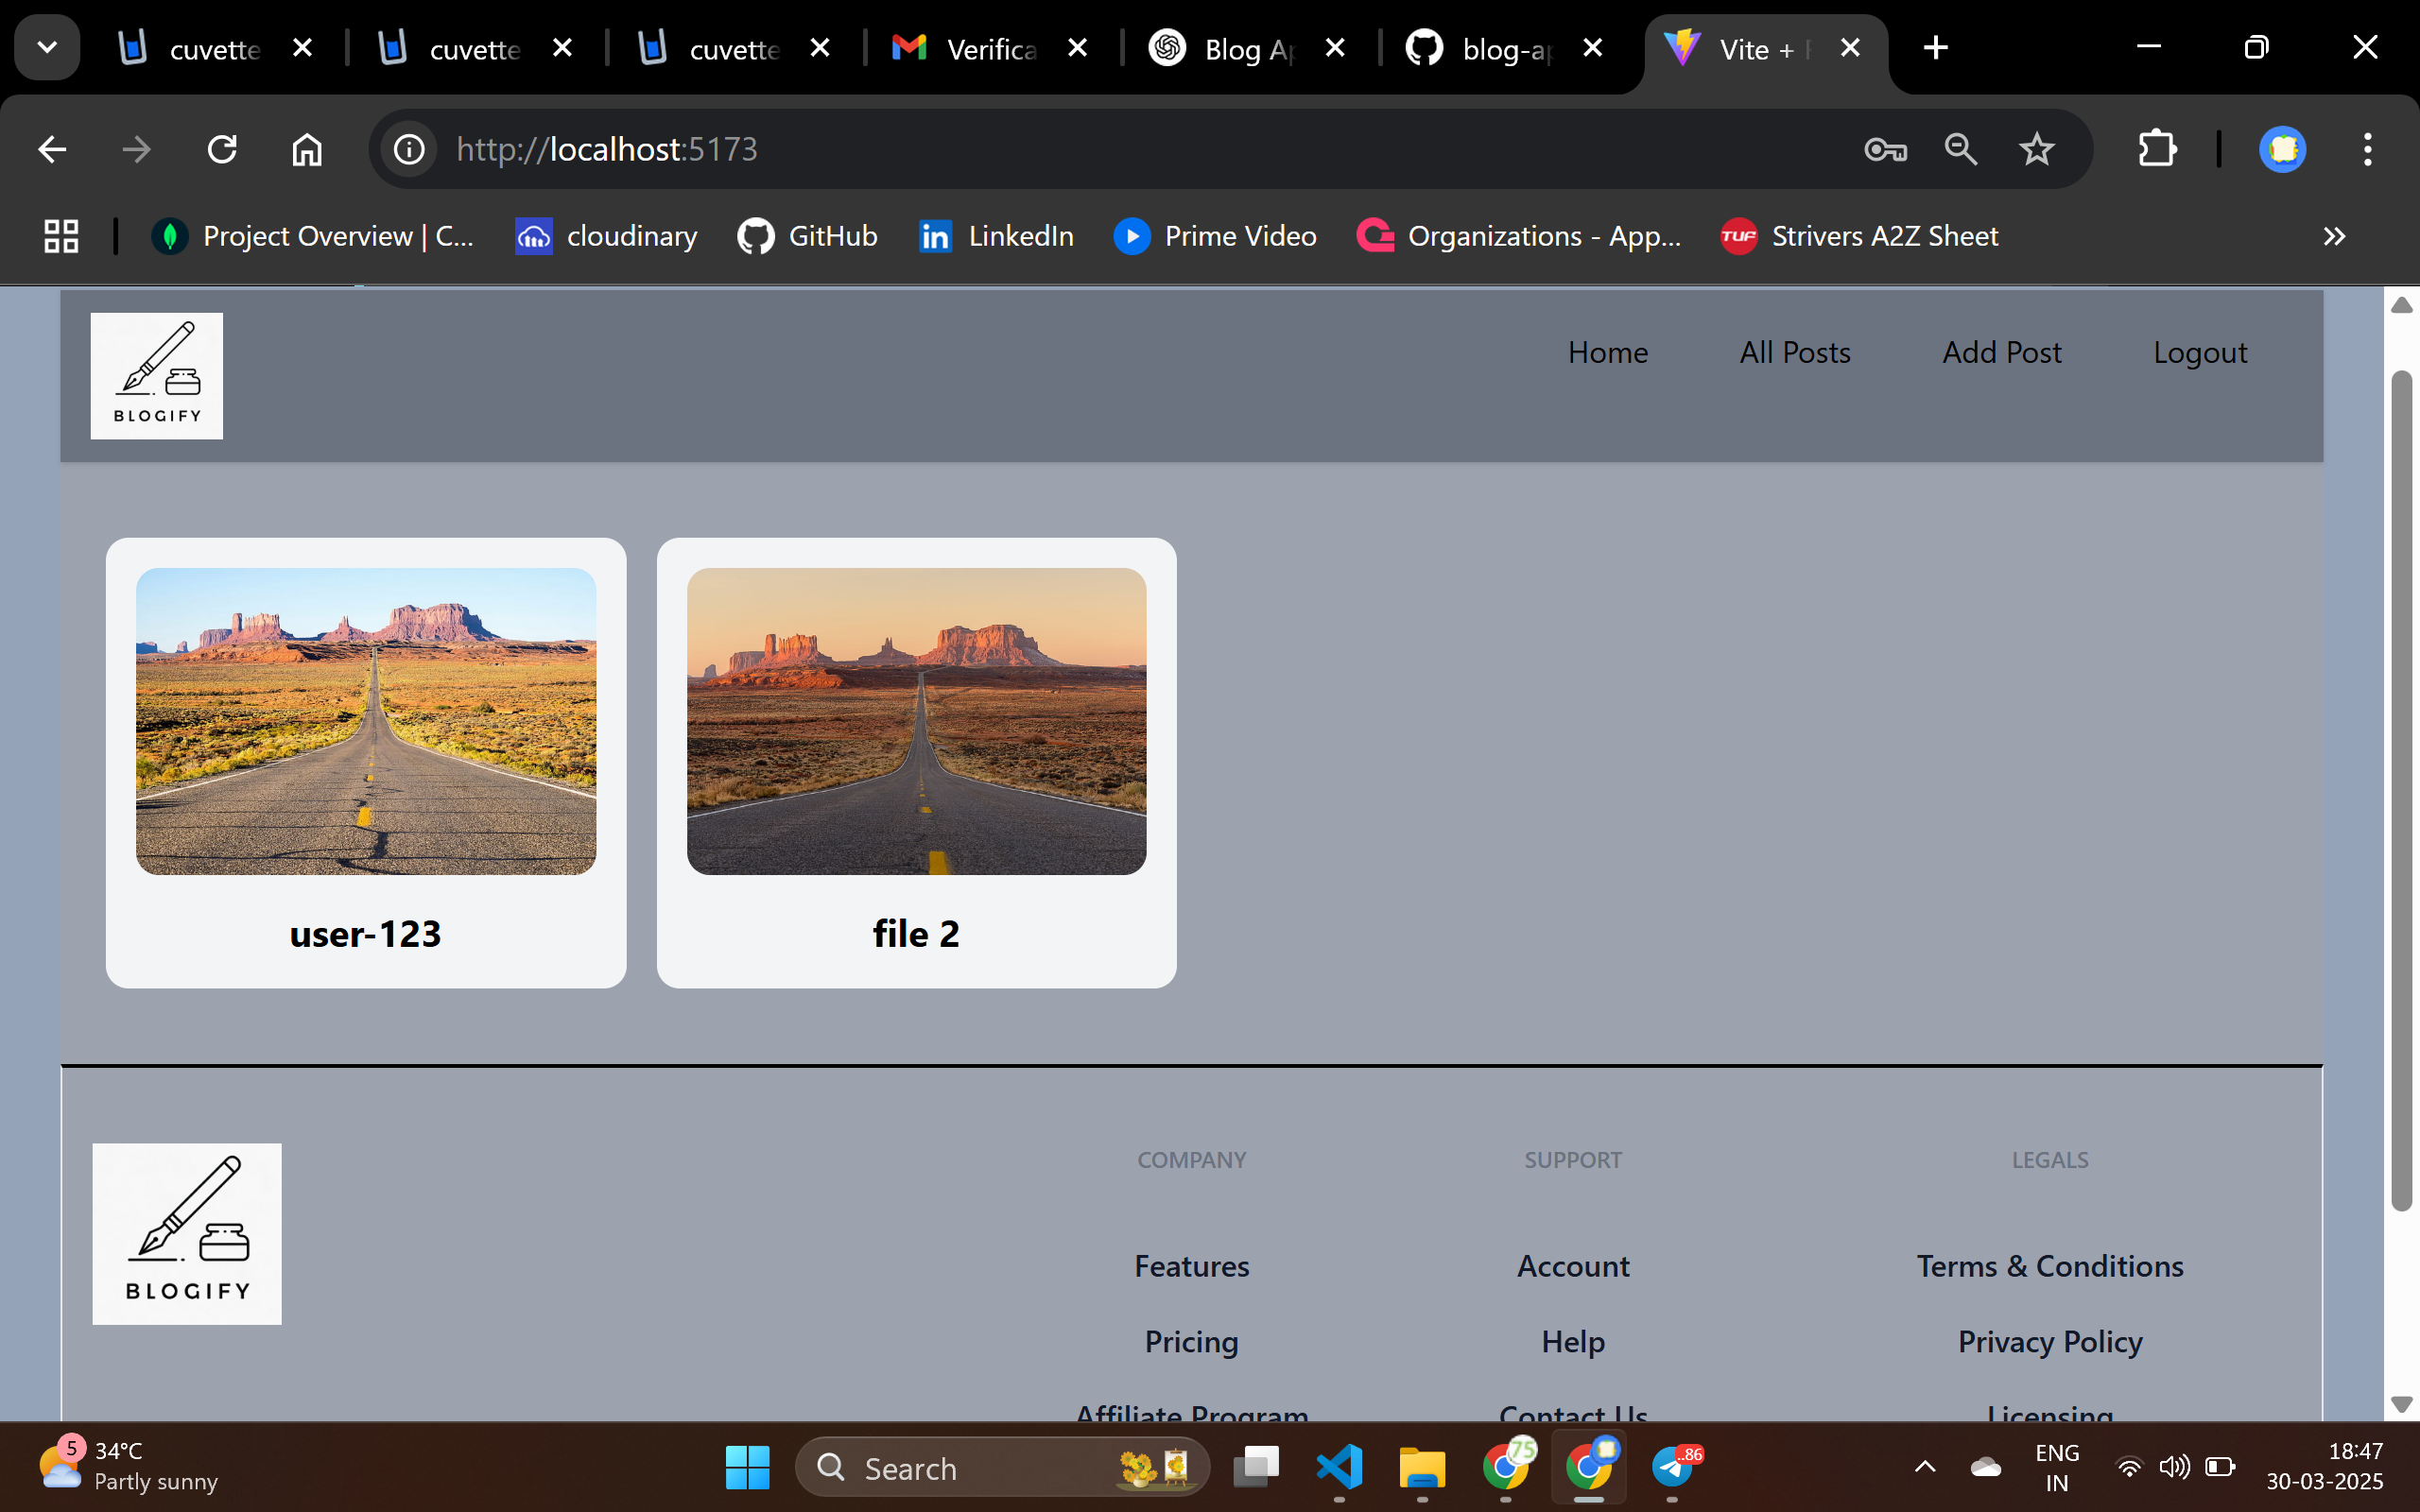 cuvette
cuvette
cuvette
Verifica
Blog Ap
blog-ap
Vite +
http://localhost:5173
Project Overview | C...
cloudinary
GitHub
LinkedIn
Prime Video
Organizations - App...
TUF
Strivers A2Z Sheet
BLOGIFY
Home
All Posts
Add Post
Logout
user-123
file 2
BLOGIFY
COMPANY
SUPPORT
LEGALS
Features
Account
Terms & Conditions
Pricing
Help
Privacy Policy
Affiliate Program
Contact Us
Licensing
5
34°C
Partly sunny
Search
75
..86
ENG
IN
18:47
30-03-2025